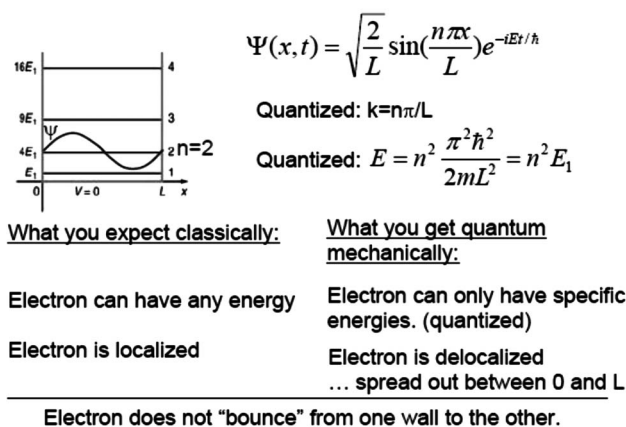 Ψ(x,t) = √(2/L) sin(nπx/L)e^{-iEt/ħ}
16E₁ 4
9E₁ 3
Ψ
4E₁ 2 n=2
E₁ 1
0 V=0 L x
Quantized: k=nπ/L
Quantized: E = n² π²ħ²/2mL² = n²E₁
What you expect classically:
Electron can have any energy
Electron is localized
What you get quantum
mechanically:
Electron can only have specific
energies. (quantized)
Electron is delocalized
… spread out between 0 and L
Electron does not “bounce” from one wall to the other.